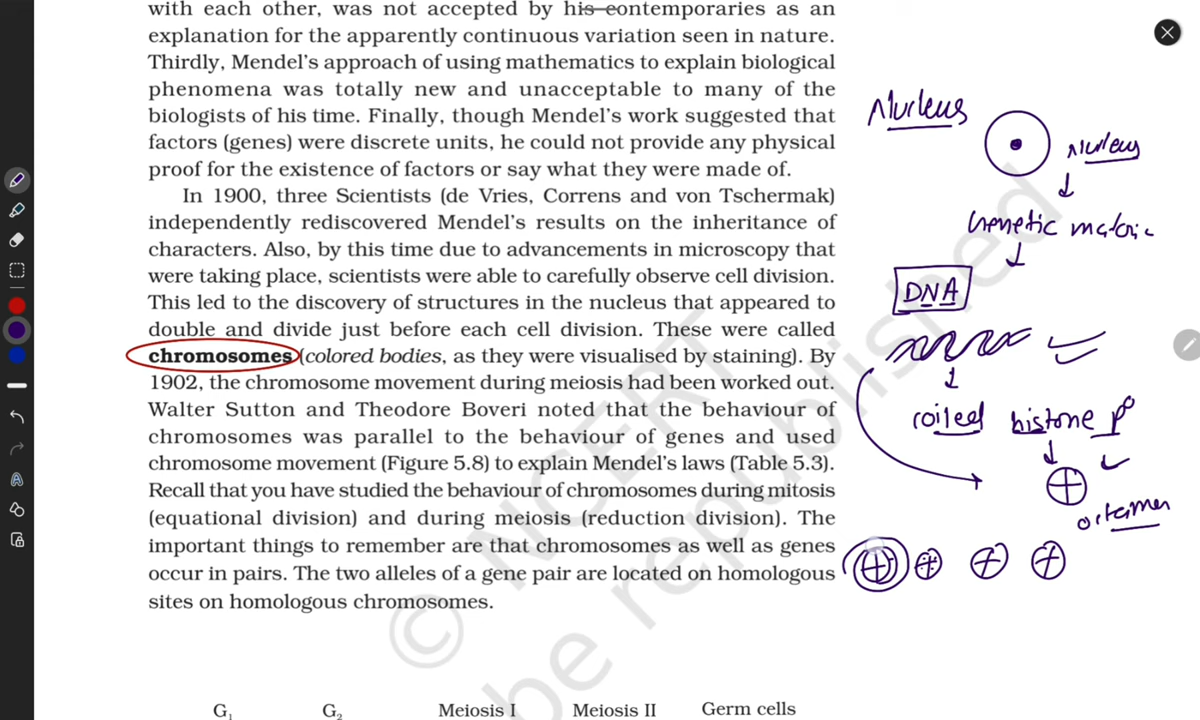 with each other, was not accepted by his contemporaries as an
explanation for the apparently continuous variation seen in nature.
Thirdly, Mendel's approach of using mathematics to explain biological
phenomena was totally new and unacceptable to many of the
biologists of his time. Finally, though Mendel's work suggested that
factors (genes) were discrete units, he could not provide any physical
proof for the existence of factors or say what they were made of.
In 1900, three Scientists (de Vries, Correns and von Tschermak)
independently rediscovered Mendel's results on the inheritance of
characters. Also, by this time due to advancements in microscopy that
were taking place, scientists were able to carefully observe cell division.
This led to the discovery of structures in the nucleus that appeared to
double and divide just before each cell division. These were called
chromosomes (colored bodies, as they were visualised by staining). By
1902, the chromosome movement during meiosis had been worked out.
Walter Sutton and Theodore Boveri noted that the behaviour of
chromosomes was parallel to the behaviour of genes and used
chromosome movement (Figure 5.8) to explain Mendel's laws (Table 5.3).
Recall that you have studied the behaviour of chromosomes during mitosis
(equational division) and during meiosis (reduction division). The
important things to remember are that chromosomes as well as genes
occur in pairs. The two alleles of a gene pair are located on homologous
sites on homologous chromosomes.
G1 G2 Meiosis I Meiosis II Germ cells
Nucleus
Nucleus
Genetic
DNA
coiled histone
© NCERT
be republished